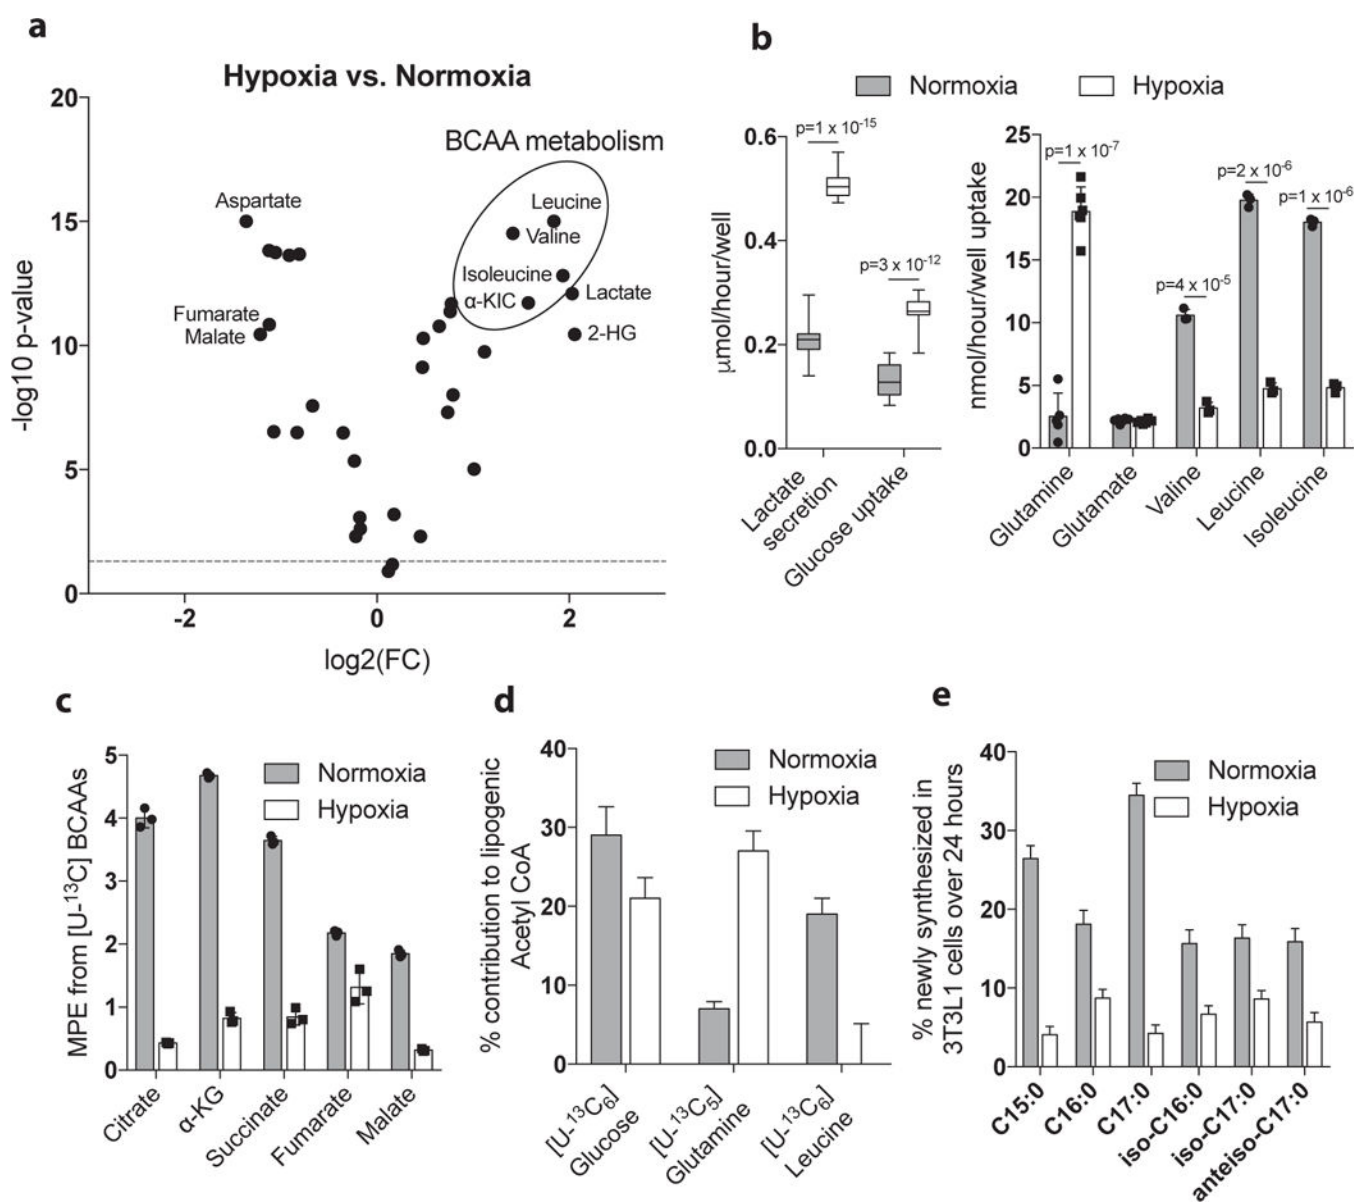 a
Hypoxia vs. Normoxia
BCAA metabolism
Aspartate
Leucine
Valine
Isoleucine
α-KIC
Lactate
2-HG
Fumarate
Malate
-log10 p-value
20
15
10
5
0
-2
0
2
log2(FC)
b
Normoxia
Hypoxia
μmol/hour/well
0.6
0.4
0.2
0.0
p=1 x 10-15
p=3 x 10-12
Lactate
secretion
Glucose uptake
nmol/hour/well uptake
25
20
15
10
5
0
p=1 x 10-7
p=4 x 10-5
p=2 x 10-6
p=1 x 10-6
Glutamine
Glutamate
Valine
Leucine
Isoleucine
c
MPE from [U-13C] BCAAs
5
4
3
2
1
0
Normoxia
Hypoxia
Citrate
α-KG
Succinate
Fumarate
Malate
d
% contribution to lipogenic
Acetyl CoA
40
30
20
10
0
Normoxia
Hypoxia
[U-13C6]
Glucose
[U-13C5]
Glutamine
[U-13C6]
Leucine
e
% newly synthesized in
3T3L1 cells over 24 hours
40
30
20
10
0
Normoxia
Hypoxia
C15:0
C16:0
C17:0
iso-C16:0
iso-C17:0
anteiso-C17:0